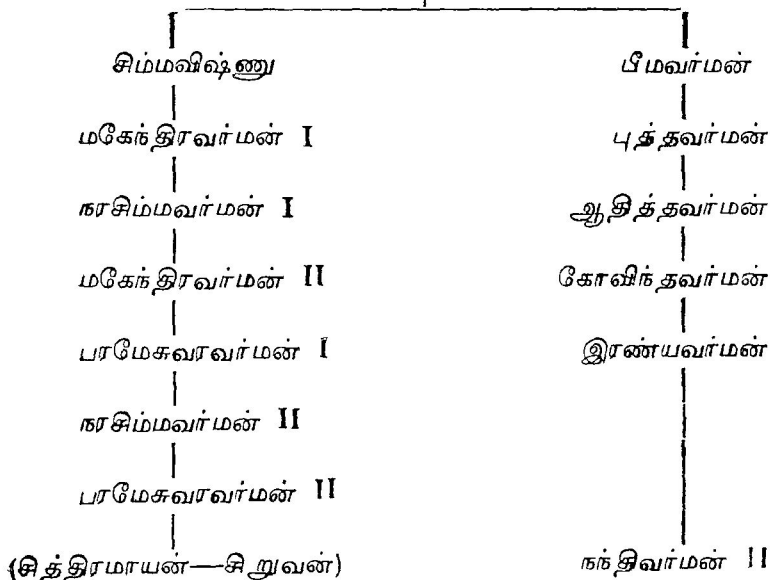 சிம்மவிஷ்ணு பீமவர்மன்
மகேந்திரவர்மன் I புத்தவர்மன்
நரசிம்மவர்மன் I ஆதித்தவர்மன்
மகேந்திரவர்மன் II கோவிந்தவர்மன்
பரமேசுவரவர்மன் I இரண்யவர்மன்
நரசிம்மவர்மன் II
பரமேசுவரவர்மன் II
(சித்திரமாயன்—சிறுவன்) நந்திவர்மன் II